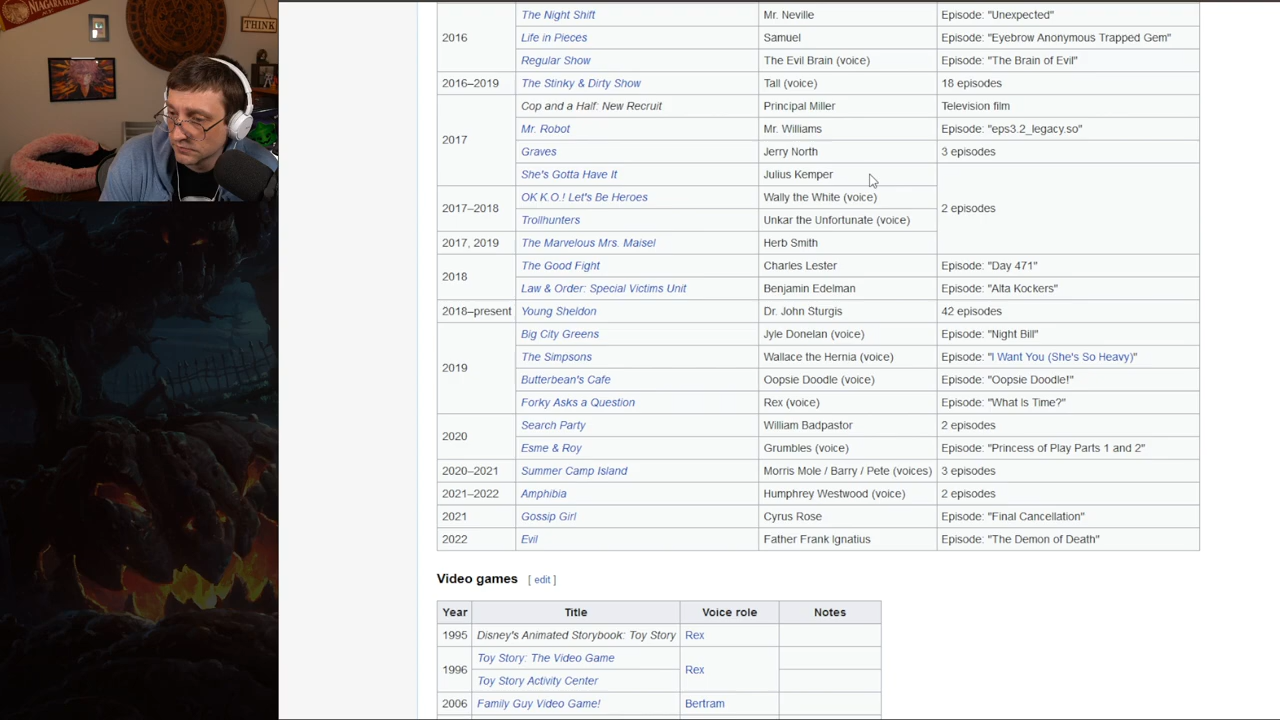 NIAGARA FALLS
THINK
The Night Shift Mr. Neville Episode: "Unexpected"
2016 Life in Pieces Samuel Episode: "Eyebrow Anonymous Trapped Gem"
Regular Show The Evil Brain (voice) Episode: "The Brain of Evil"
2016–2019 The Stinky & Dirty Show Tall (voice) 18 episodes
Cop and a Half: New Recruit Principal Miller Television film
2017 Mr. Robot Mr. Williams Episode: "eps3.2_legacy.so"
Graves Jerry North 3 episodes
She's Gotta Have It Julius Kemper
2017–2018 OK K.O.! Let's Be Heroes Wally the White (voice) 2 episodes
Trollhunters Unkar the Unfortunate (voice)
2017, 2019 The Marvelous Mrs. Maisel Herb Smith
2018 The Good Fight Charles Lester Episode: "Day 471"
Law & Order: Special Victims Unit Benjamin Edelman Episode: "Alta Kockers"
2018–present Young Sheldon Dr. John Sturgis 42 episodes
Big City Greens Jyle Donelan (voice) Episode: "Night Bill"
2019 The Simpsons Wallace the Hernia (voice) Episode: "I Want You (She's So Heavy)"
Butterbean's Cafe Oopsie Doodle (voice) Episode: "Oopsie Doodle!"
Forky Asks a Question Rex (voice) Episode: "What Is Time?"
2020 Search Party William Badpastor 2 episodes
Esme & Roy Grumbles (voice) Episode: "Princess of Play Parts 1 and 2"
2020–2021 Summer Camp Island Morris Mole / Barry / Pete (voices) 3 episodes
2021–2022 Amphibia Humphrey Westwood (voice) 2 episodes
2021 Gossip Girl Cyrus Rose Episode: "Final Cancellation"
2022 Evil Father Frank Ignatius Episode: "The Demon of Death"
Video games [ edit ]
Year Title Voice role Notes
1995 Disney's Animated Storybook: Toy Story Rex
1996 Toy Story: The Video Game Rex
Toy Story Activity Center
2006 Family Guy Video Game! Bertram